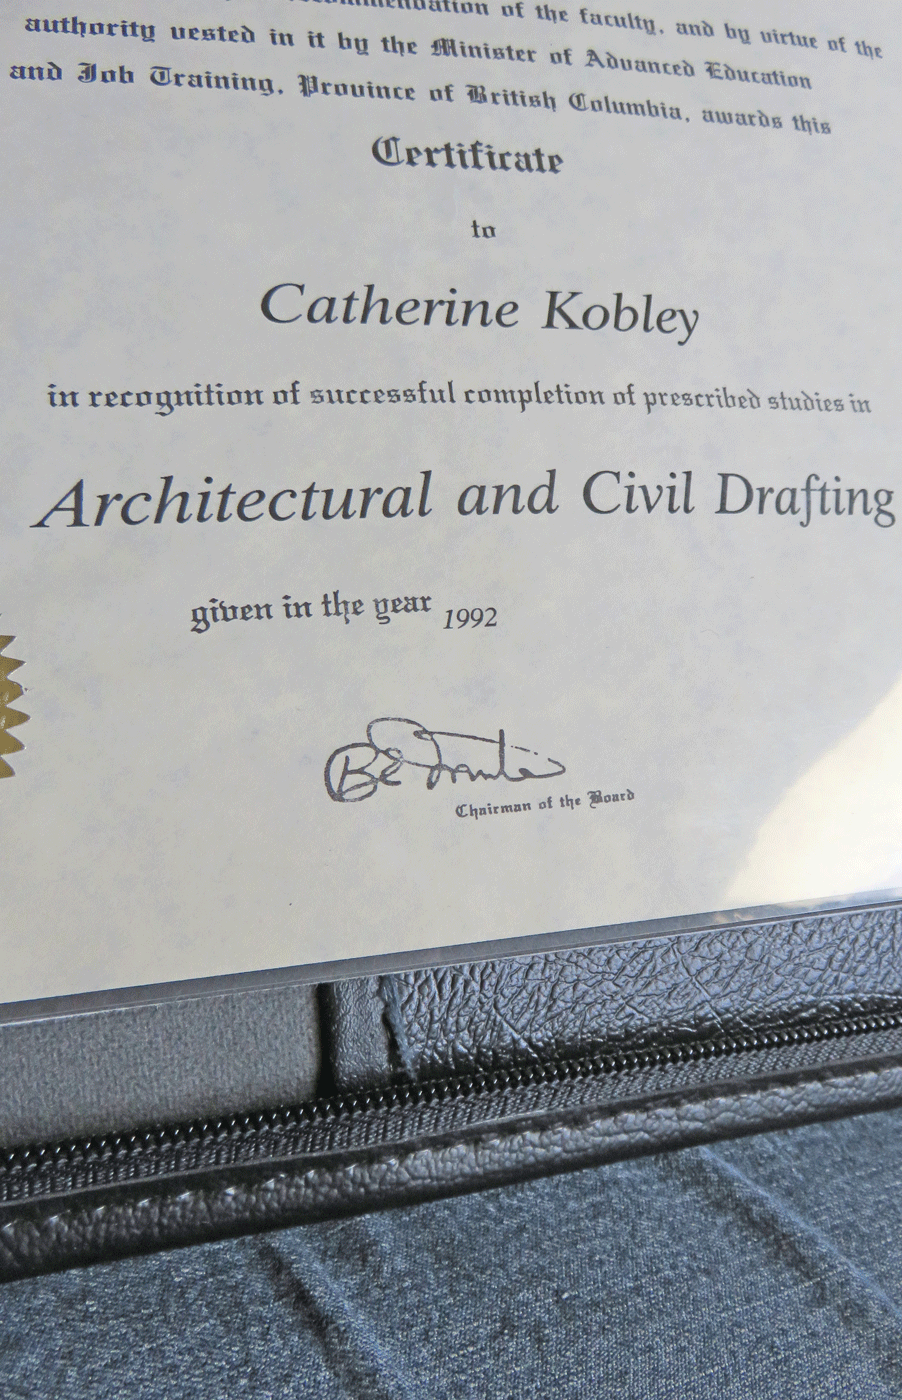 of the faculty, and by virtue of the
authority vested in it by the Minister of Advanced Education
and Job Training, Province of British Columbia, awards this
Certificate
to
Catherine Kobley
in recognition of successful completion of prescribed studies in
Architectural and Civil Drafting
given in the year 1992
Chairman of the Board